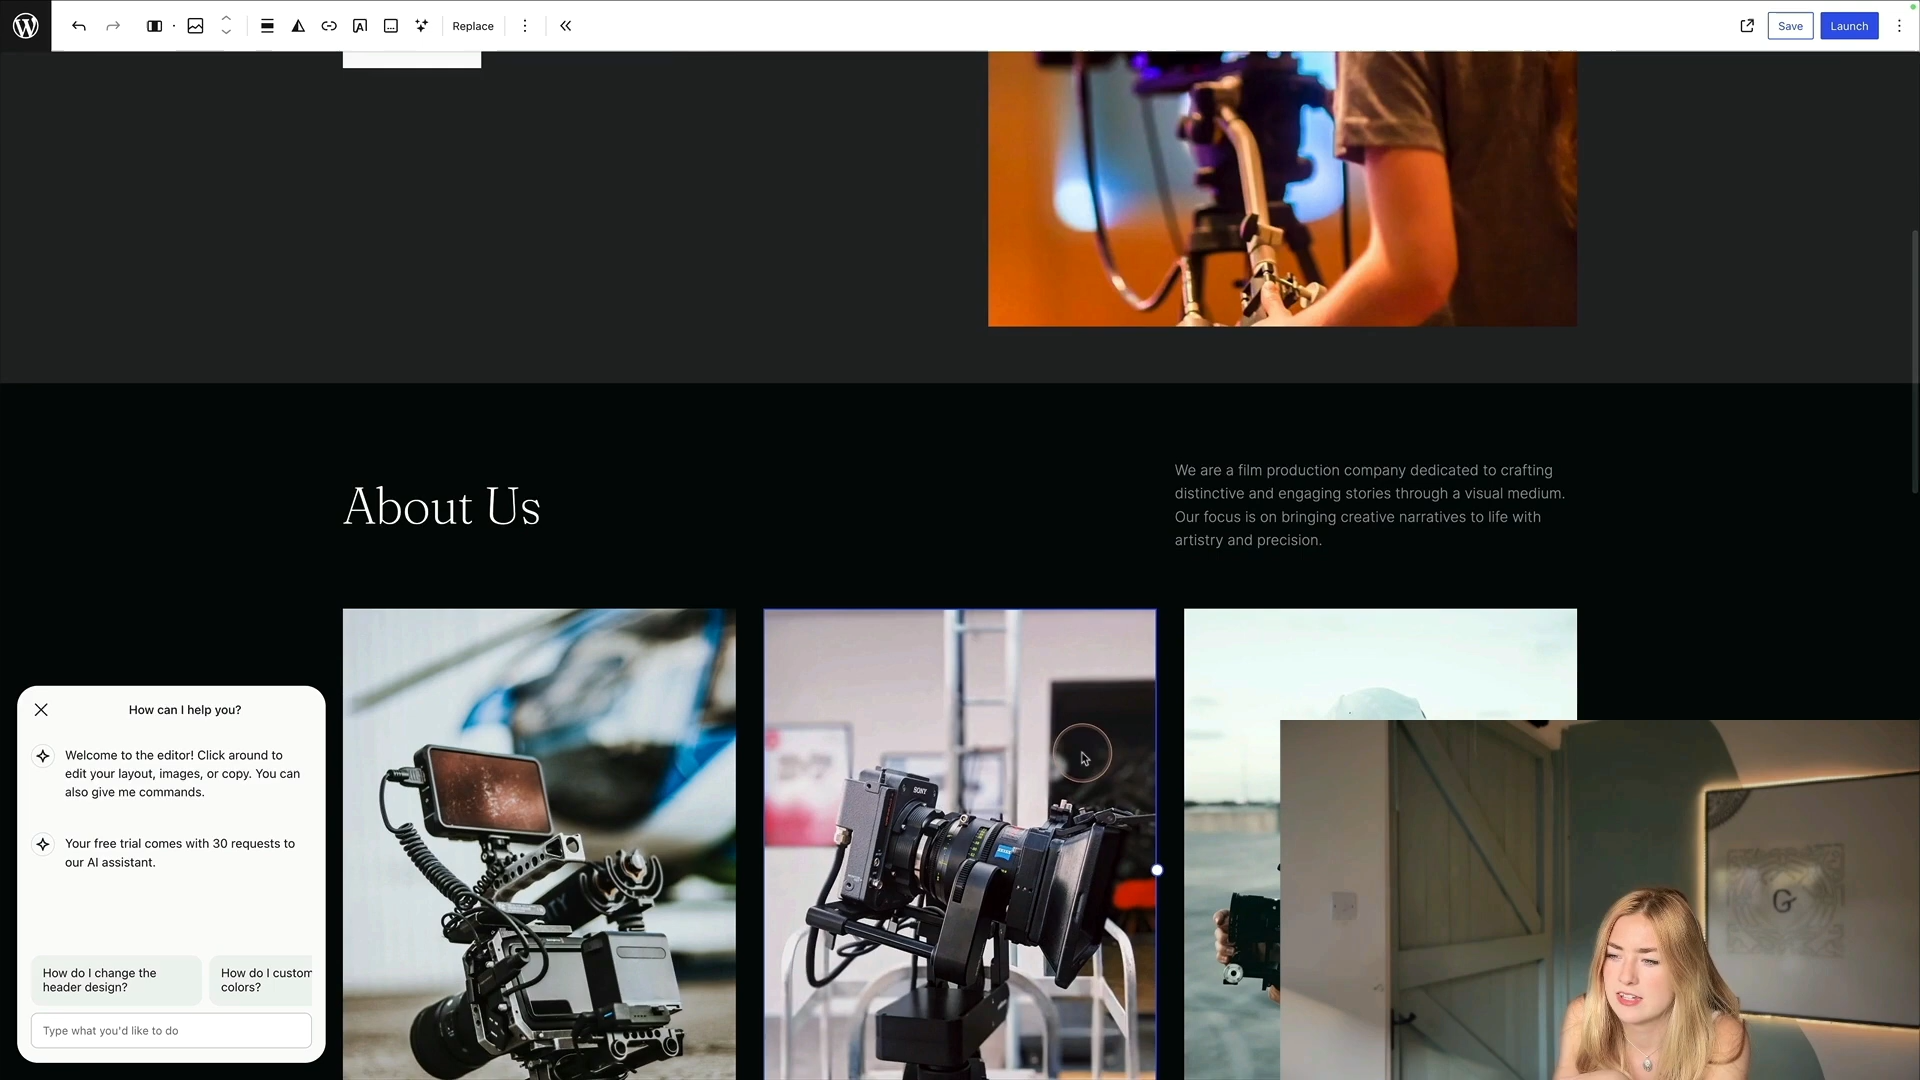 Replace
Save
Launch
We are a film production company dedicated to crafting
distinctive and engaging stories through a visual medium.
Our focus is on bringing creative narratives to life with
artistry and precision.
About Us
How can I help you?
Welcome to the editor! Click around to
edit your layout, images, or copy. You can
also give me commands.
Your free trial comes with 30 requests to
our AI assistant.
How do I change the
header design?
How do I custom
colors?
Type what you'd like to do
SONY
G